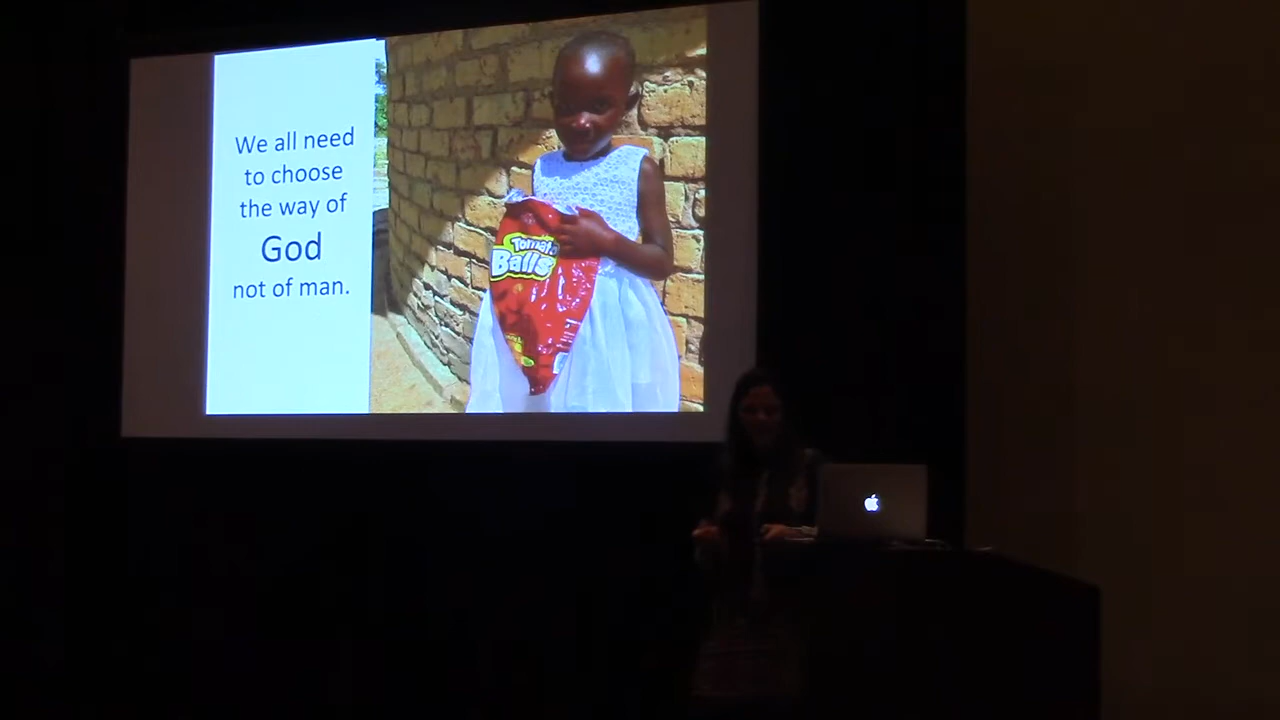 We all need
to choose
the way of
God
not of man.
Tomato
Balls